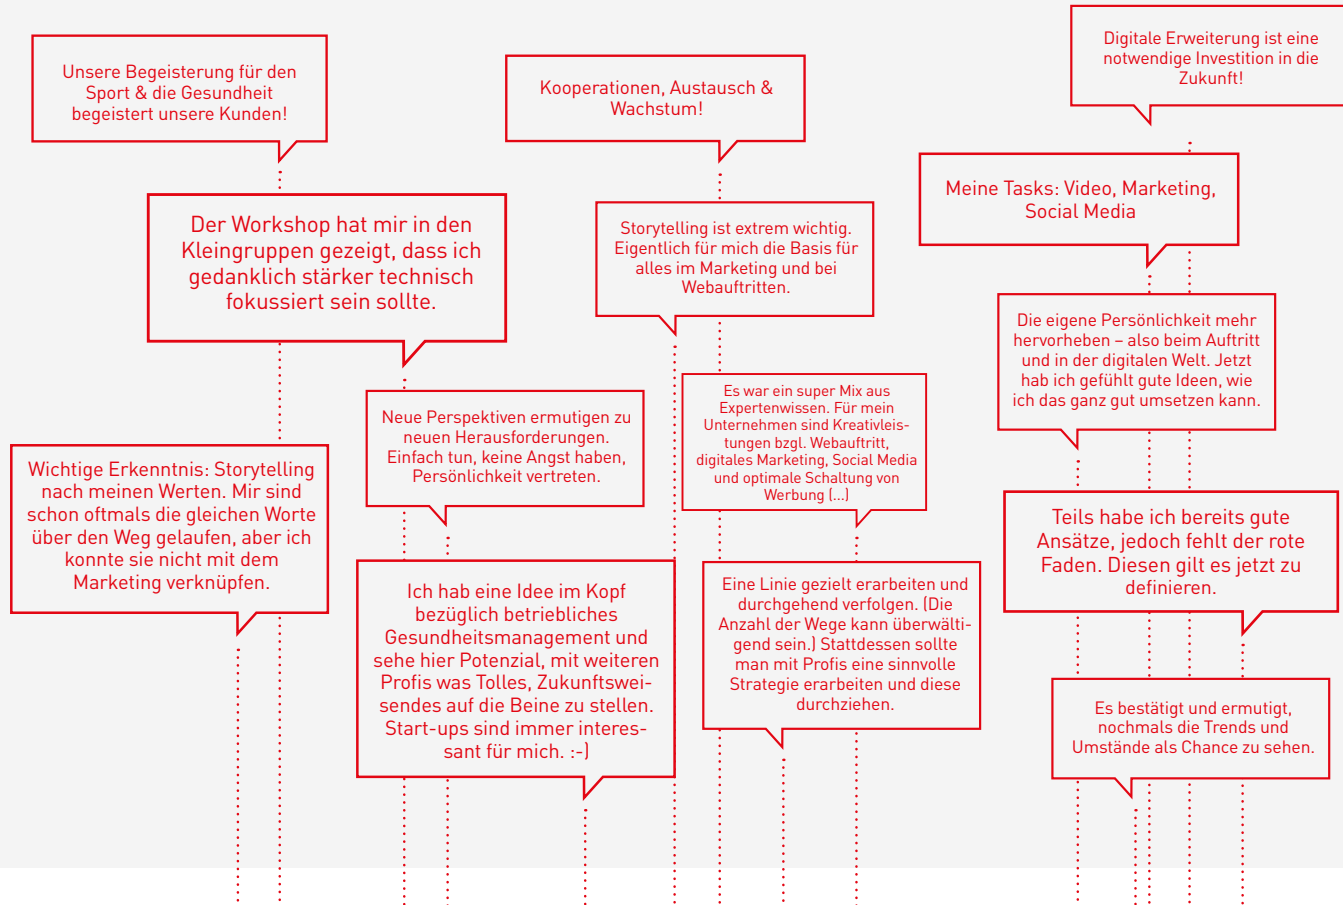 Unsere Begeisterung für den
Sport & die Gesundheit
begeistert unsere Kunden!
Kooperationen, Austausch &
Wachstum!
Digitale Erweiterung ist eine
notwendige Investition in die
Zukunft!
Der Workshop hat mir in den
Kleingruppen gezeigt, dass ich
gedanklich stärker technisch
fokussiert sein sollte.
Storytelling ist extrem wichtig.
Eigentlich für mich die Basis für
alles im Marketing und bei
Webauftritten.
Meine Tasks: Video, Marketing,
Social Media
Die eigene Persönlichkeit mehr
hervorheben – also beim Auftritt
und in der digitalen Welt. Jetzt
hab ich gefühlt gute Ideen, wie
ich das ganz gut umsetzen kann.
Neue Perspektiven ermutigen zu
neuen Herausforderungen.
Einfach tun, keine Angst haben,
Persönlichkeit vertreten.
Es war ein super Mix aus
Expertenwissen. Für mein
Unternehmen sind Kreativleis-
tungen bzgl. Webauftritt,
digitales Marketing, Social Media
und optimale Schaltung von
Werbung (...)
Wichtige Erkenntnis: Storytelling
nach meinen Werten. Mir sind
schon oftmals die gleichen Worte
über den Weg gelaufen, aber ich
konnte sie nicht mit dem
Marketing verknüpfen.
Teils habe ich bereits gute
Ansätze, jedoch fehlt der rote
Faden. Diesen gilt es jetzt zu
definieren.
Ich hab eine Idee im Kopf
bezüglich betriebliches
Gesundheitsmanagement und
sehe hier Potenzial, mit weiteren
Profis was Tolles, Zukunftswei-
sendes auf die Beine zu stellen.
Start-ups sind immer interes-
sant für mich. :-)
Eine Linie gezielt erarbeiten und
durchgehend verfolgen. (Die
Anzahl der Wege kann überwälti-
gend sein.) Stattdessen sollte
man mit Profis eine sinnvolle
Strategie erarbeiten und diese
durchziehen.
Es bestätigt und ermutigt,
nochmals die Trends und
Umstände als Chance zu sehen.